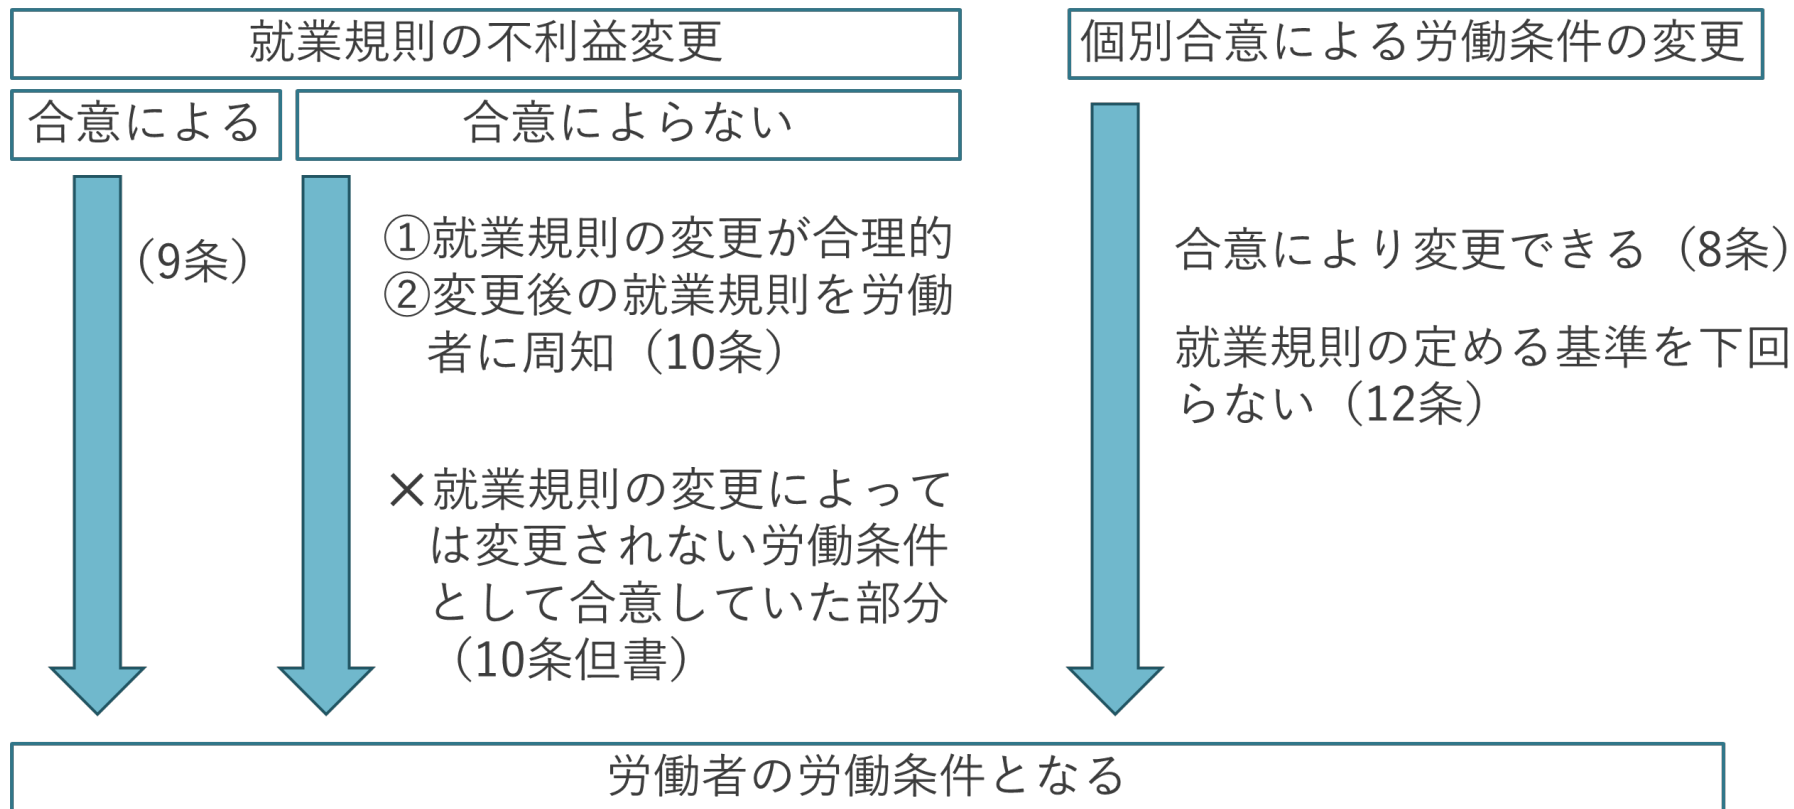 就業規則の不利益変更
合意による
合意によらない
（9条）
①就業規則の変更が合理的
②変更後の就業規則を労働
者に周知（10条）
×就業規則の変更によって
は変更されない労働条件
として合意していた部分
（10条但書）
個別合意による労働条件の変更
合意により変更できる（8条）
就業規則の定める基準を下回
らない（12条）
労働者の労働条件となる